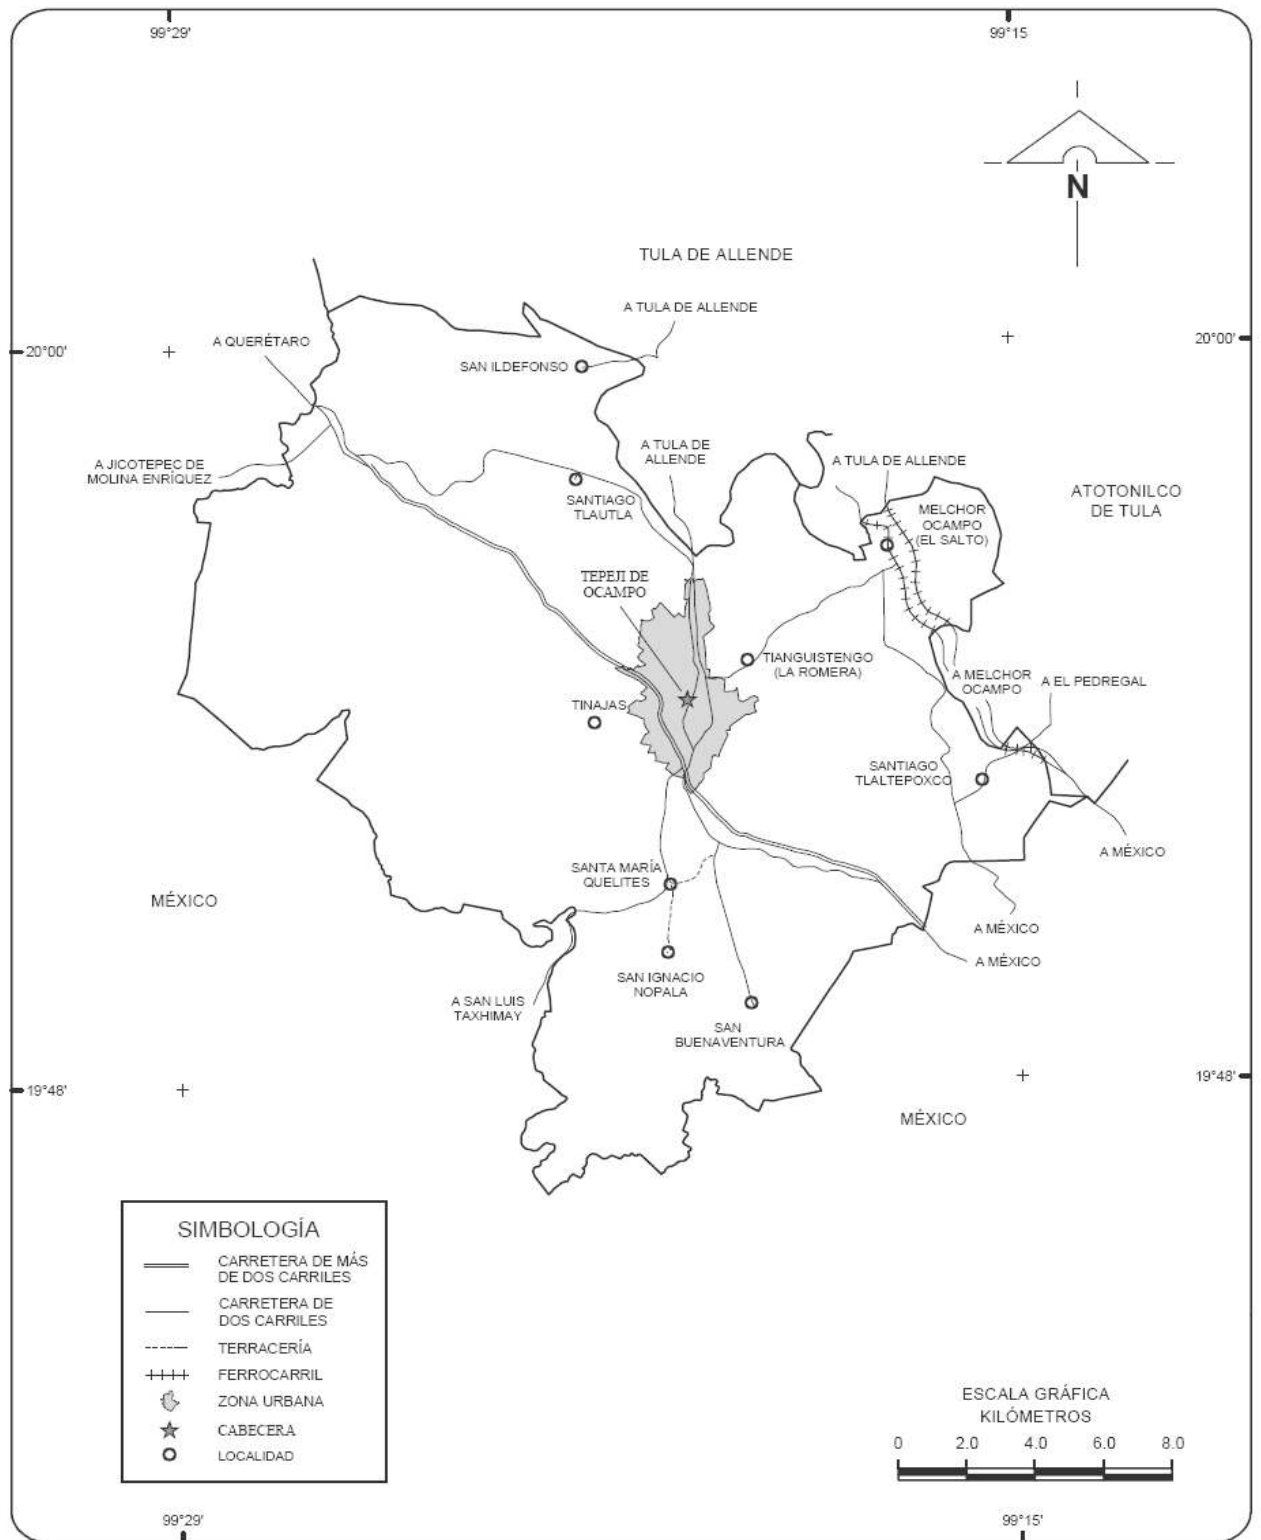 99°29'
99°15
N
TULA DE ALLENDE
A TULA DE ALLENDE
A QUERÉTARO
20°00'
20°00'
SAN ILDEFONSO
A TULA DE
ALLENDE
A TULA DE ALLENDE
A JICOTEPEC DE
MOLINA ENRÍQUEZ
SANTIAGO
TLAUTLA
MELCHOR
OCAMPO
(EL SALTO)
ATOTONILCO
DE TULA
TEPEJI DE
OCAMPO
TIANGUISTENGO
(LA ROMERA)
A MELCHOR
OCAMPO
A EL PEDREGAL
TINAJAS
SANTIAGO
TLALTEPOXCO
A MÉXICO
SANTA MARÍA
QUELITES
MÉXICO
A MÉXICO
A MÉXICO
SAN IGNACIO
NOPALA
A SAN LUIS
TAXHIMAY
SAN
BUENAVENTURA
19°48'
19°48'
MÉXICO
SIMBOLOGÍA
CARRETERA DE MÁS
DE DOS CARRILES
CARRETERA DE
DOS CARRILES
TERRACERÍA
FERROCARRIL
ZONA URBANA
CABECERA
LOCALIDAD
ESCALA GRÁFICA
KILÓMETROS
0 2.0 4.0 6.0 8.0
99°29'
99°15'